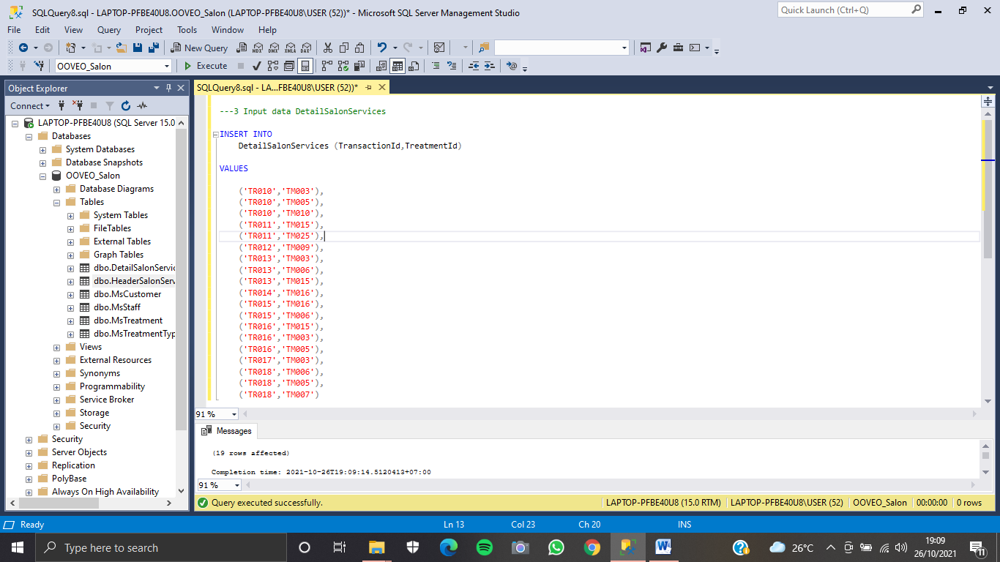 SQLQuery8.sql - LAPTOP-PFBE40U8.OOVEO_Salon (LAPTOP-PFBE40U8\USER (52))* - Microsoft SQL Server Management Studio
Quick Launch (Ctrl+Q)
File Edit View Query Project Tools Window Help
New Query MDX DMX XMLA DAX
OOVEO_Salon Execute
Object Explorer
SQLQuery8.sql - LA...FBE40U8\USER (52))*
Connect
LAPTOP-PFBE40U8 (SQL Server 15.0
Databases
System Databases
Database Snapshots
OOVEO_Salon
Database Diagrams
Tables
System Tables
FileTables
External Tables
Graph Tables
dbo.DetailSalonServic
dbo.HeaderSalonServ
dbo.MsCustomer
dbo.MsStaff
dbo.MsTreatment
dbo.MsTreatmentTyp
Views
External Resources
Synonyms
Programmability
Service Broker
Storage
Security
Security
Server Objects
Replication
PolyBase
Always On High Availability
---3 Input data DetailSalonServices
INSERT INTO
DetailSalonServices (TransactionId,TreatmentId)
VALUES
('TR010','TM003'),
('TR010','TM005'),
('TR010','TM010'),
('TR011','TM015'),
('TR011','TM025'),
('TR012','TM009'),
('TR013','TM003'),
('TR013','TM006'),
('TR013','TM015'),
('TR014','TM016'),
('TR015','TM016'),
('TR015','TM006'),
('TR016','TM015'),
('TR016','TM003'),
('TR016','TM005'),
('TR017','TM003'),
('TR018','TM006'),
('TR018','TM005'),
('TR018','TM007')
91 %
Messages
(19 rows affected)
Completion time: 2021-10-26T19:09:14.5120413+07:00
91 %
Query executed successfully. LAPTOP-PFBE40U8 (15.0 RTM) LAPTOP-PFBE40U8\USER (52) OOVEO_Salon 00:00:00 0 rows
Ready Ln 13 Col 23 Ch 20 INS
Type here to search 26°C 19:09
26/10/2021
11